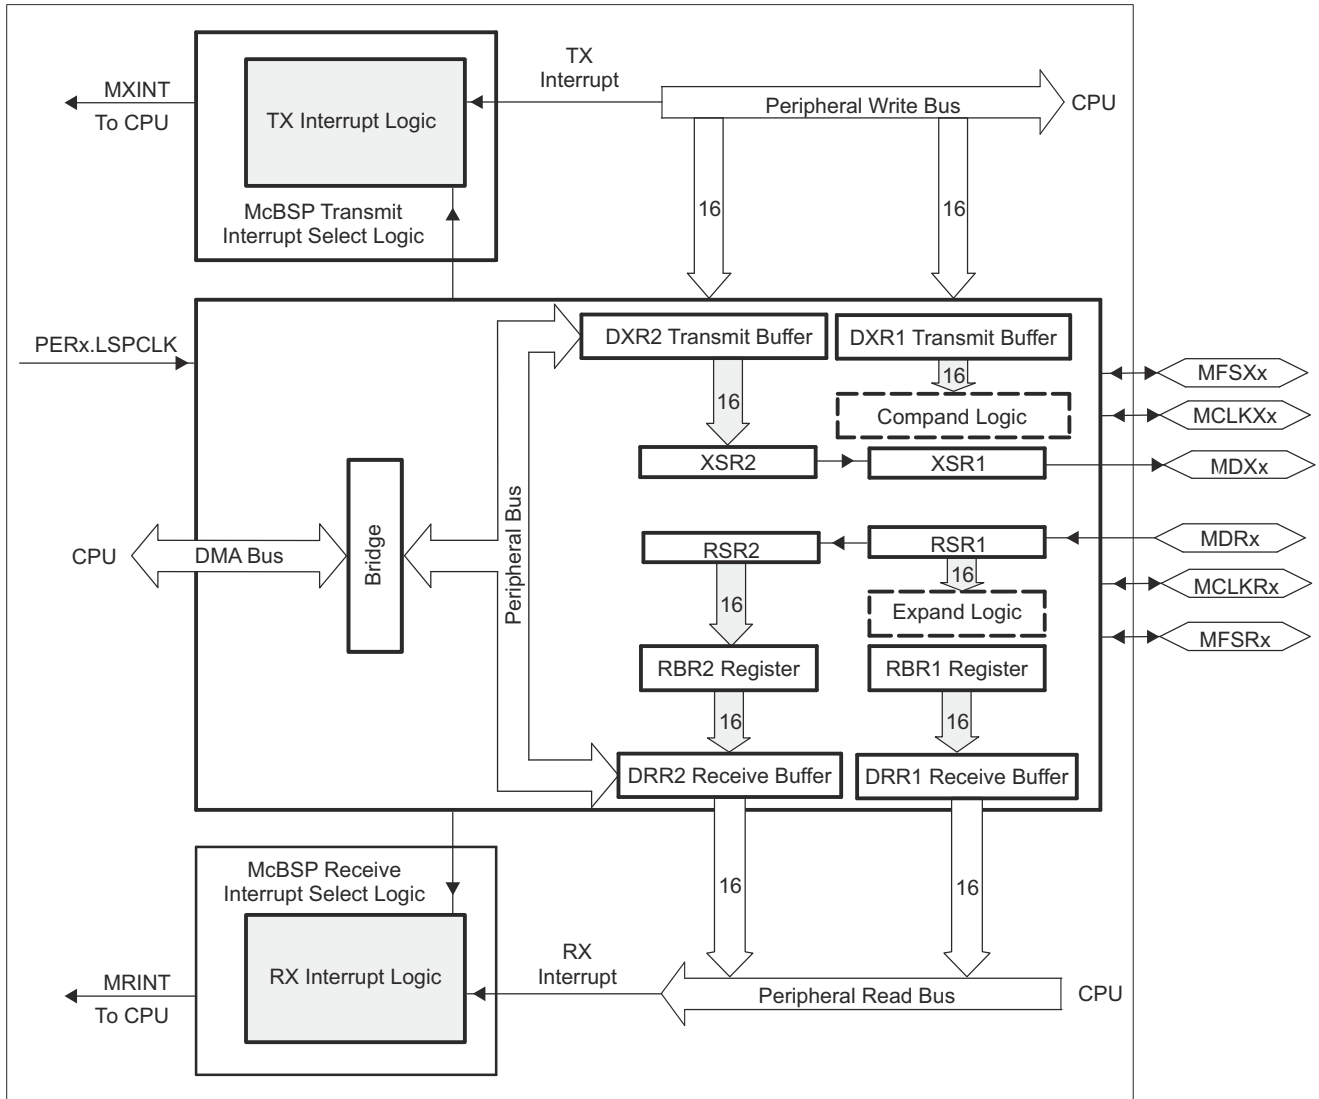 MXINT
To CPU
TX Interrupt Logic
McBSP Transmit
Interrupt Select Logic
TX
Interrupt
Peripheral Write Bus
CPU
16
16
PERx.LSPCLK
DXR2 Transmit Buffer
DXR1 Transmit Buffer
16
16
Compand Logic
XSR2
XSR1
MFSXx
MCLKXx
MDXx
CPU
DMA Bus
Bridge
Peripheral Bus
RSR2
RSR1
16
16
Expand Logic
MDRx
MCLKRx
MFSRx
RBR2 Register
RBR1 Register
16
16
DRR2 Receive Buffer
DRR1 Receive Buffer
16
16
McBSP Receive
Interrupt Select Logic
RX Interrupt Logic
MRINT
To CPU
RX
Interrupt
Peripheral Read Bus
CPU